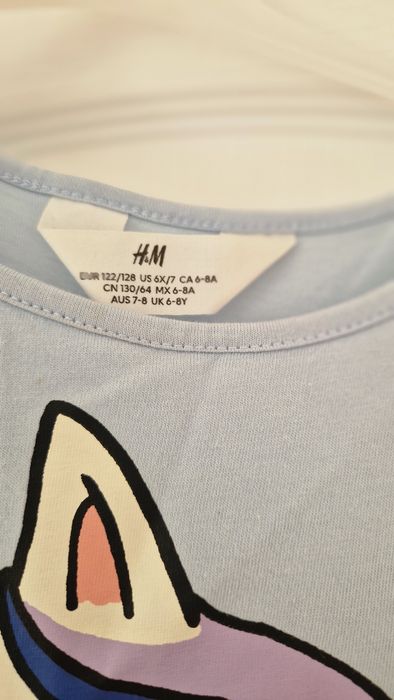 H&M
EUR 122/128 US 6X/7 CA 6-8A
CN 130/64 MX 6-8A
AUS 7-8 UK 6-8Y